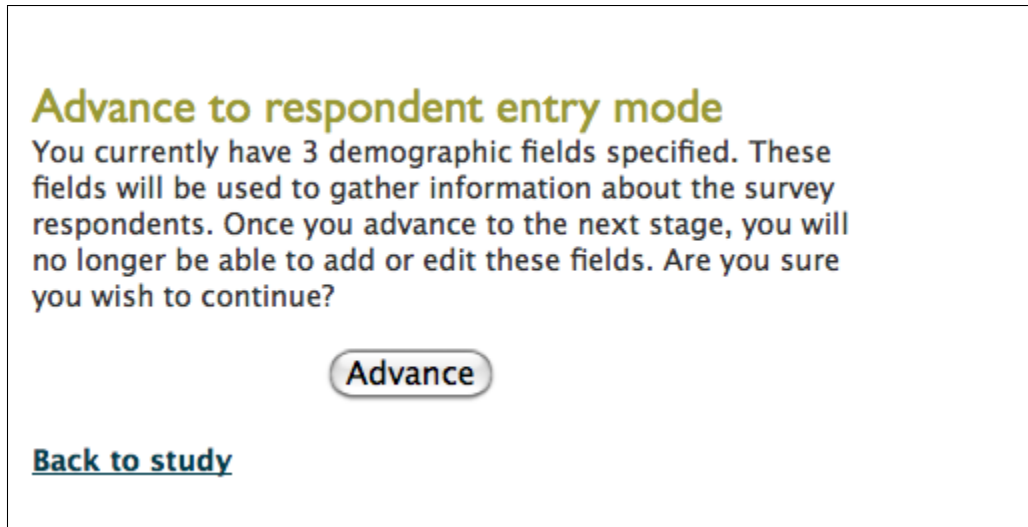 Advance to respondent entry mode
You currently have 3 demographic fields specified. These
fields will be used to gather information about the survey
respondents. Once you advance to the next stage, you will
no longer be able to add or edit these fields. Are you sure
you wish to continue?
Advance
Back to study